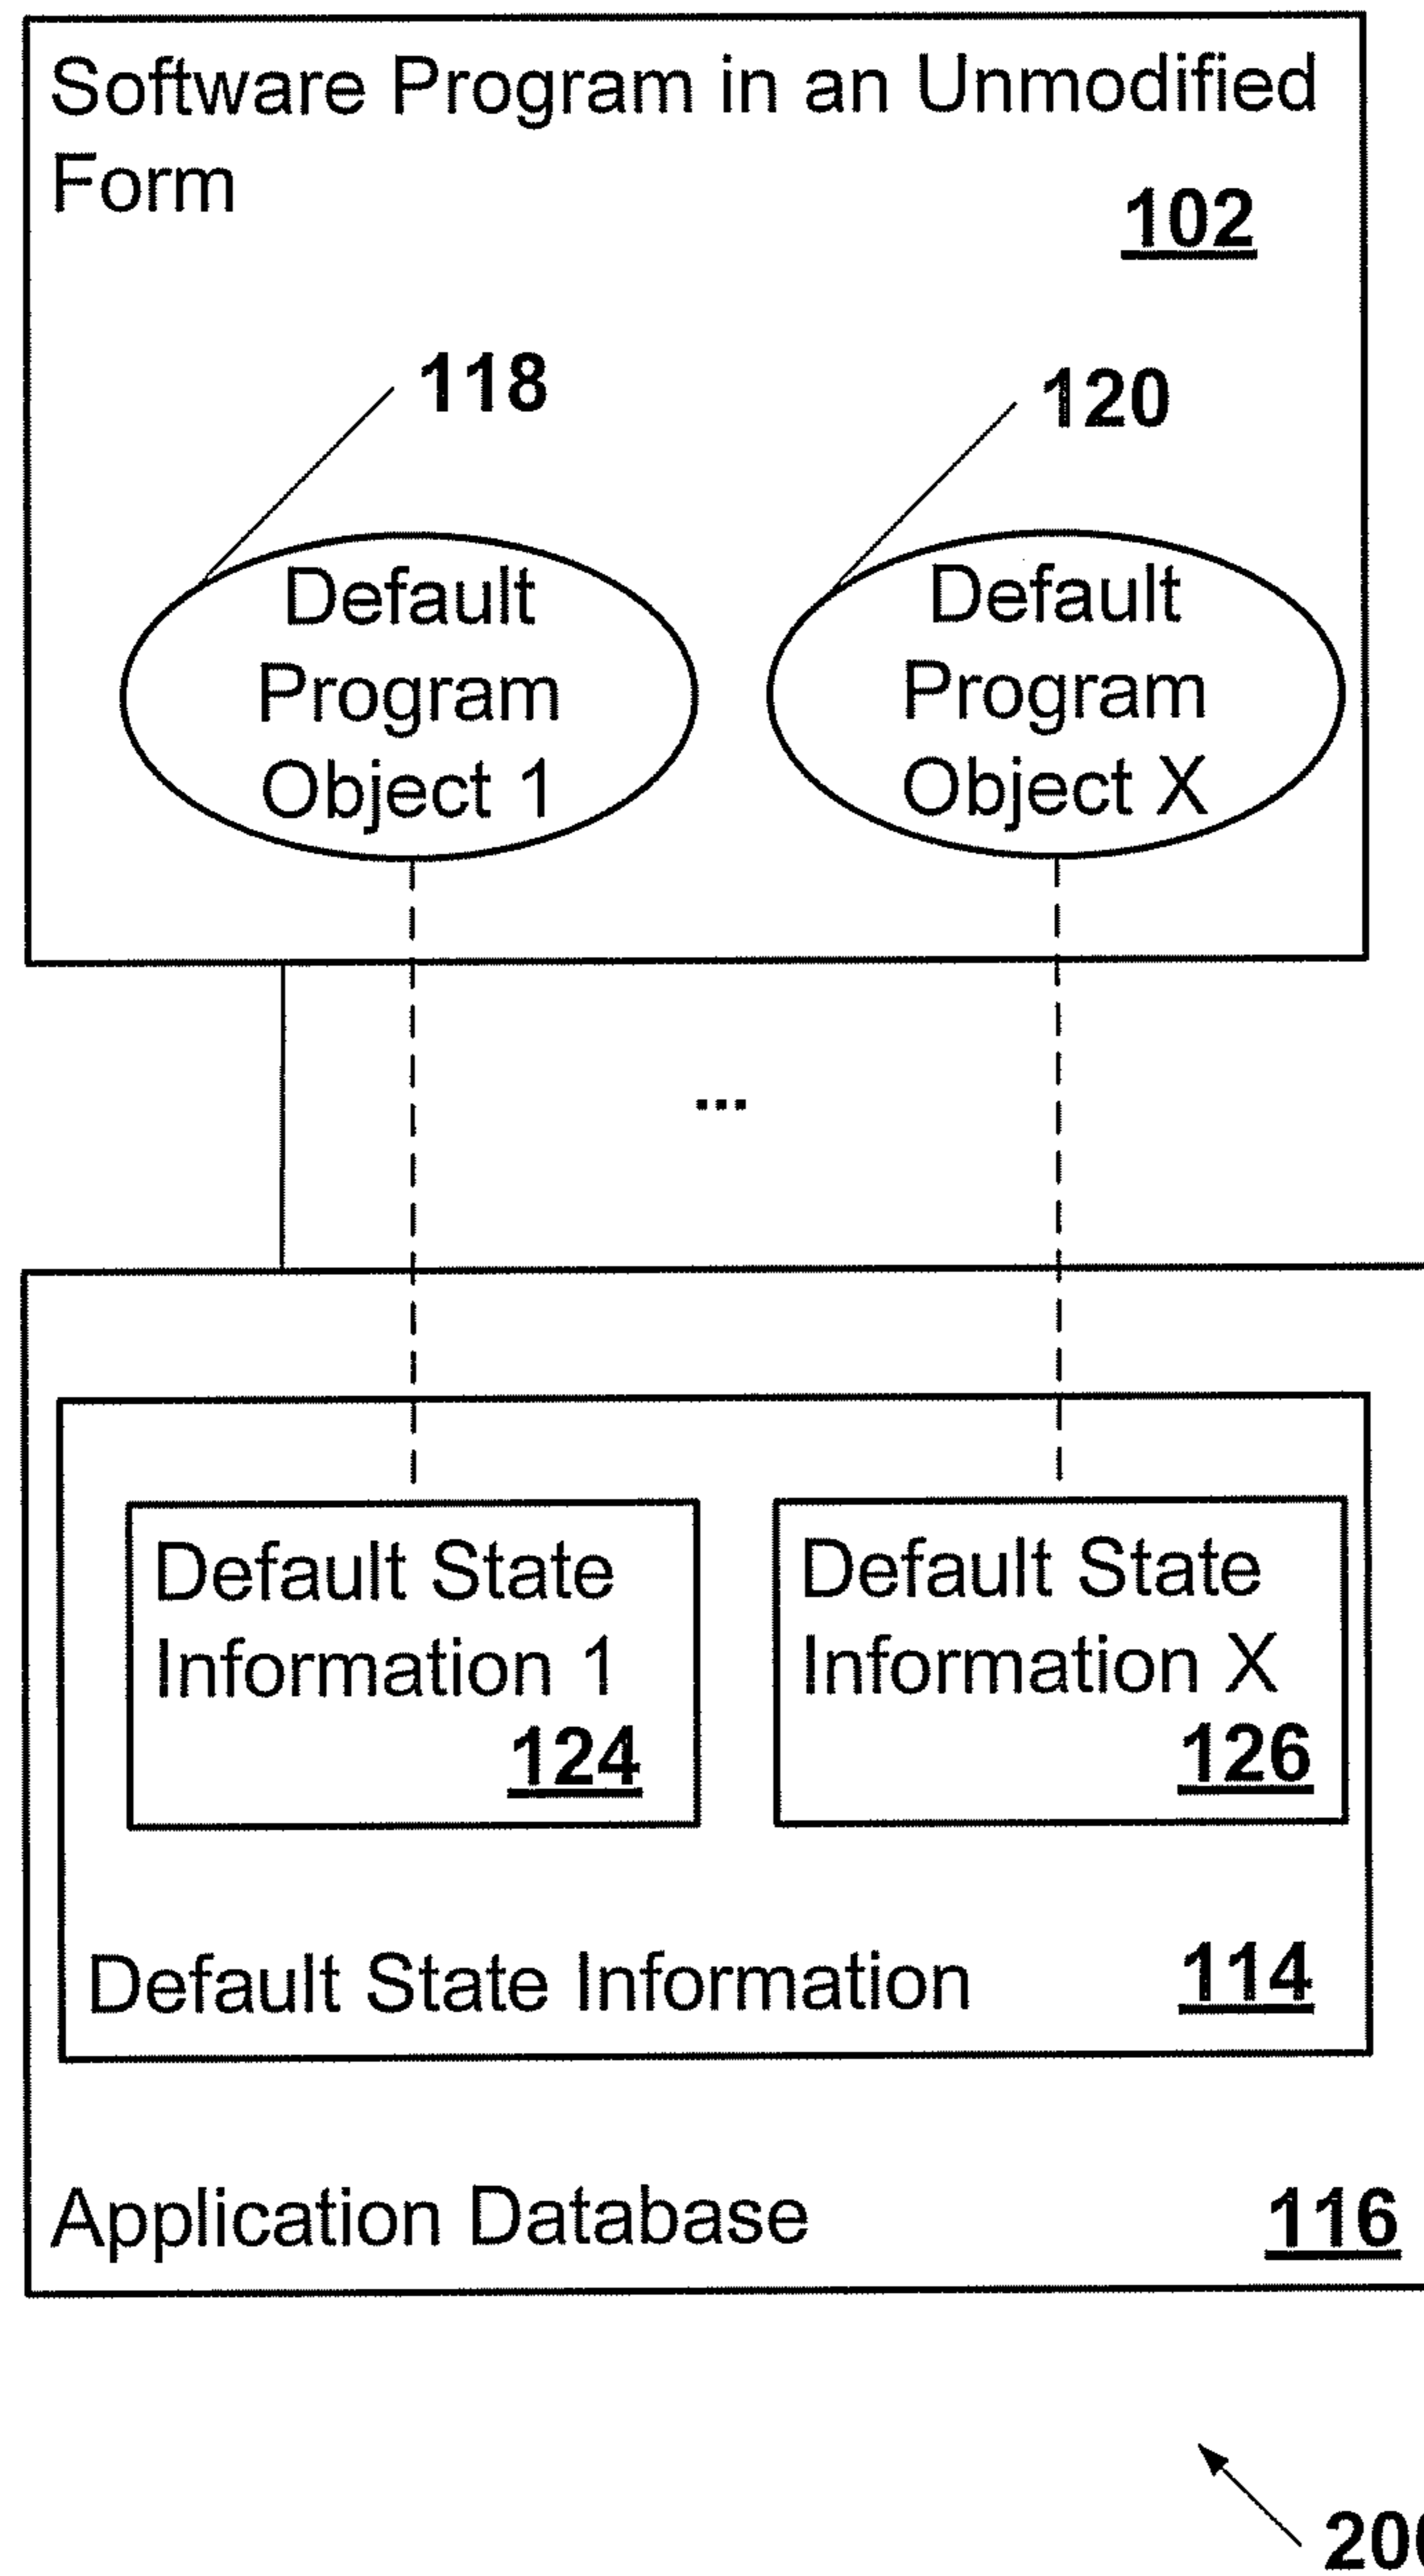 Software Program in an Unmodified
Form
102
118
120
Default
Program
Object 1
Default
Program
Object X
...
Default State
Information 1
124
Default State
Information X
126
Default State Information 114
Application Database 116